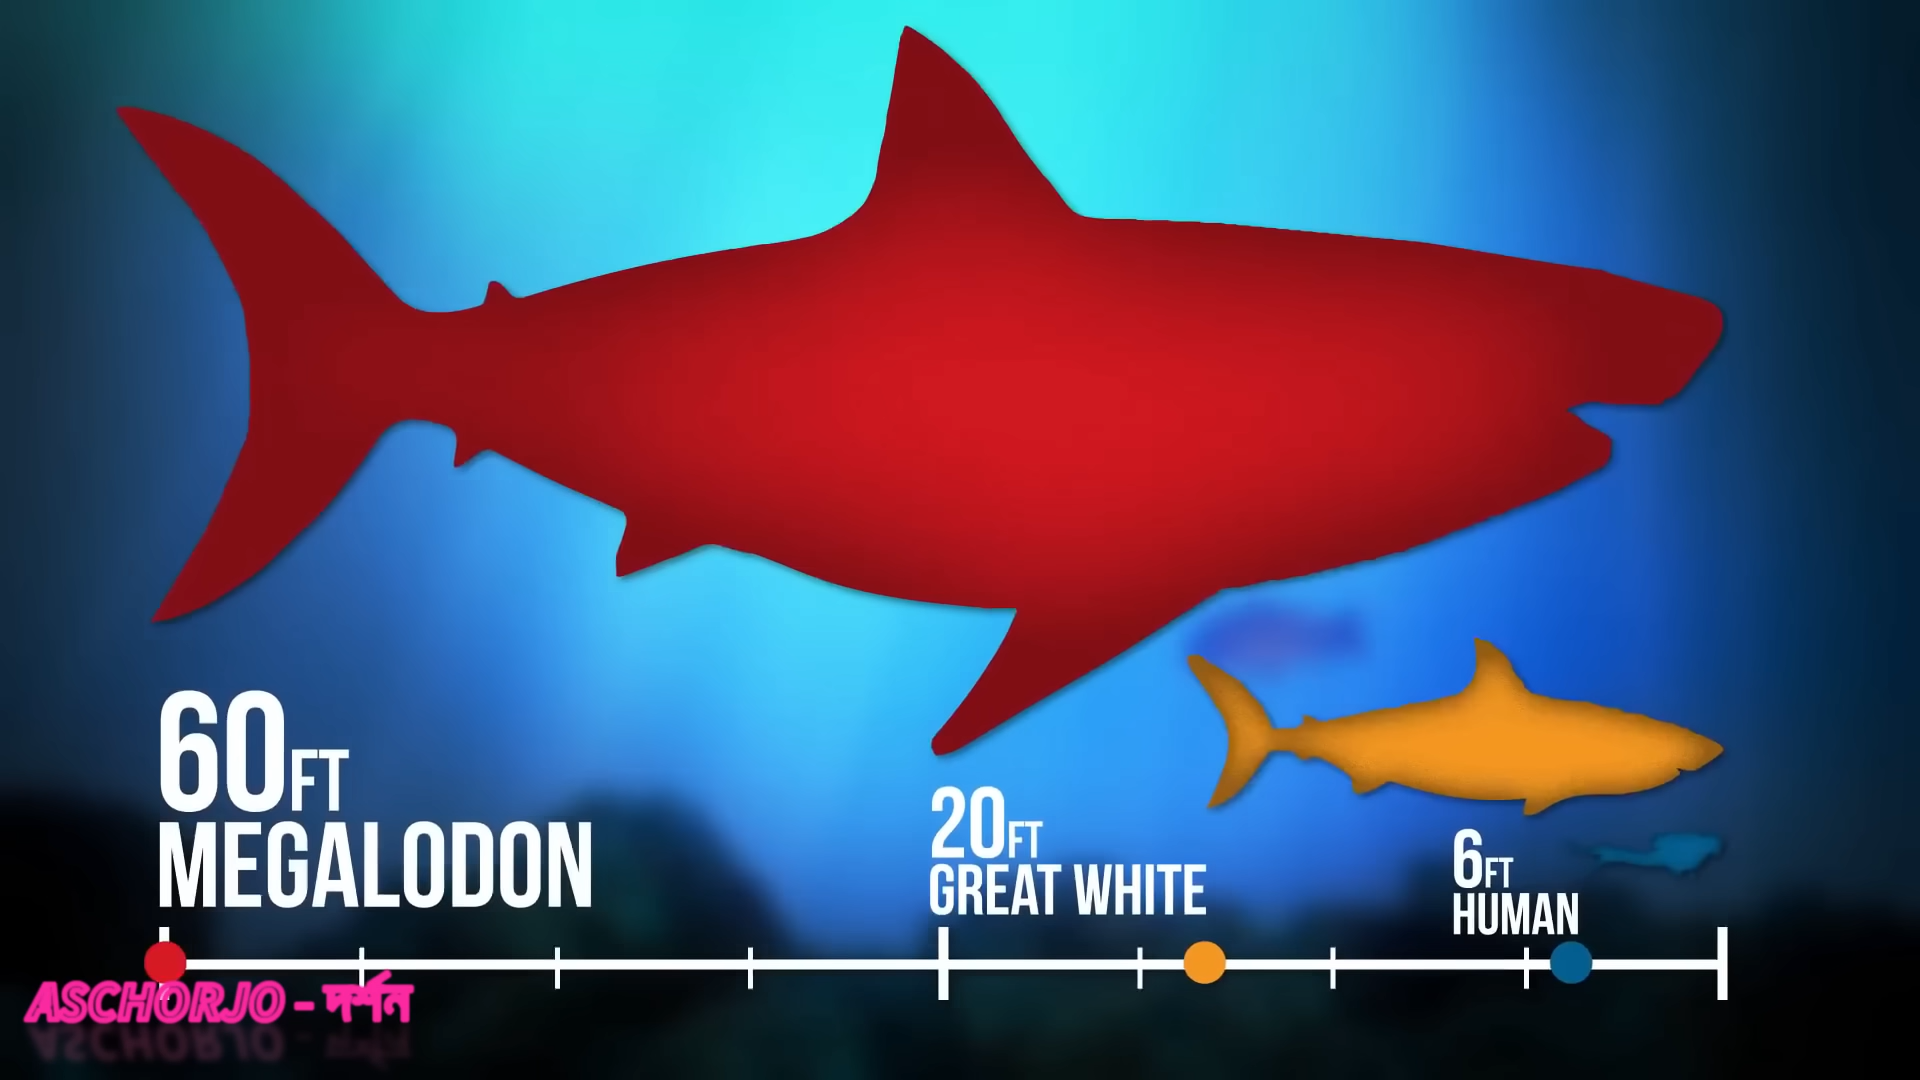 60FT
MEGALODON
20FT
GREAT WHITE
6FT
HUMAN
ASCHORJO - দর্শন